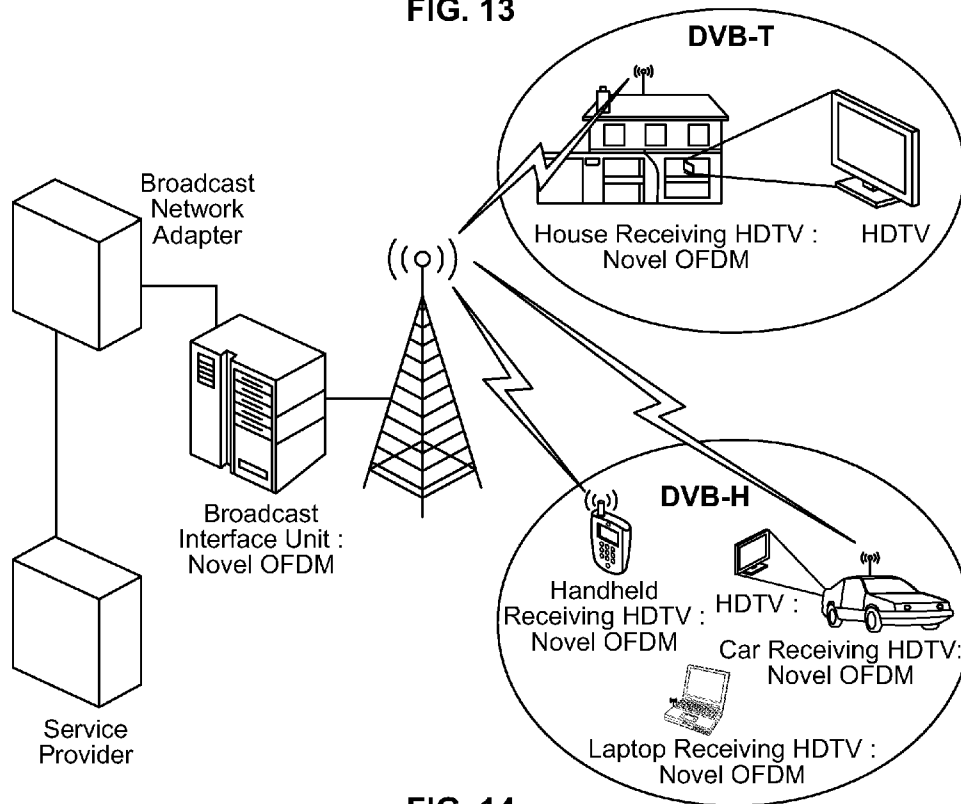 FIG. 13
DVB-T
House Receiving HDTV :
Novel OFDM
HDTV
Broadcast
Network
Adapter
Broadcast
Interface Unit :
Novel OFDM
Service
Provider
DVB-H
Handheld
Receiving HDTV :
Novel OFDM
HDTV :
Car Receiving HDTV:
Novel OFDM
Laptop Receiving HDTV :
Novel OFDM
FIG. 14